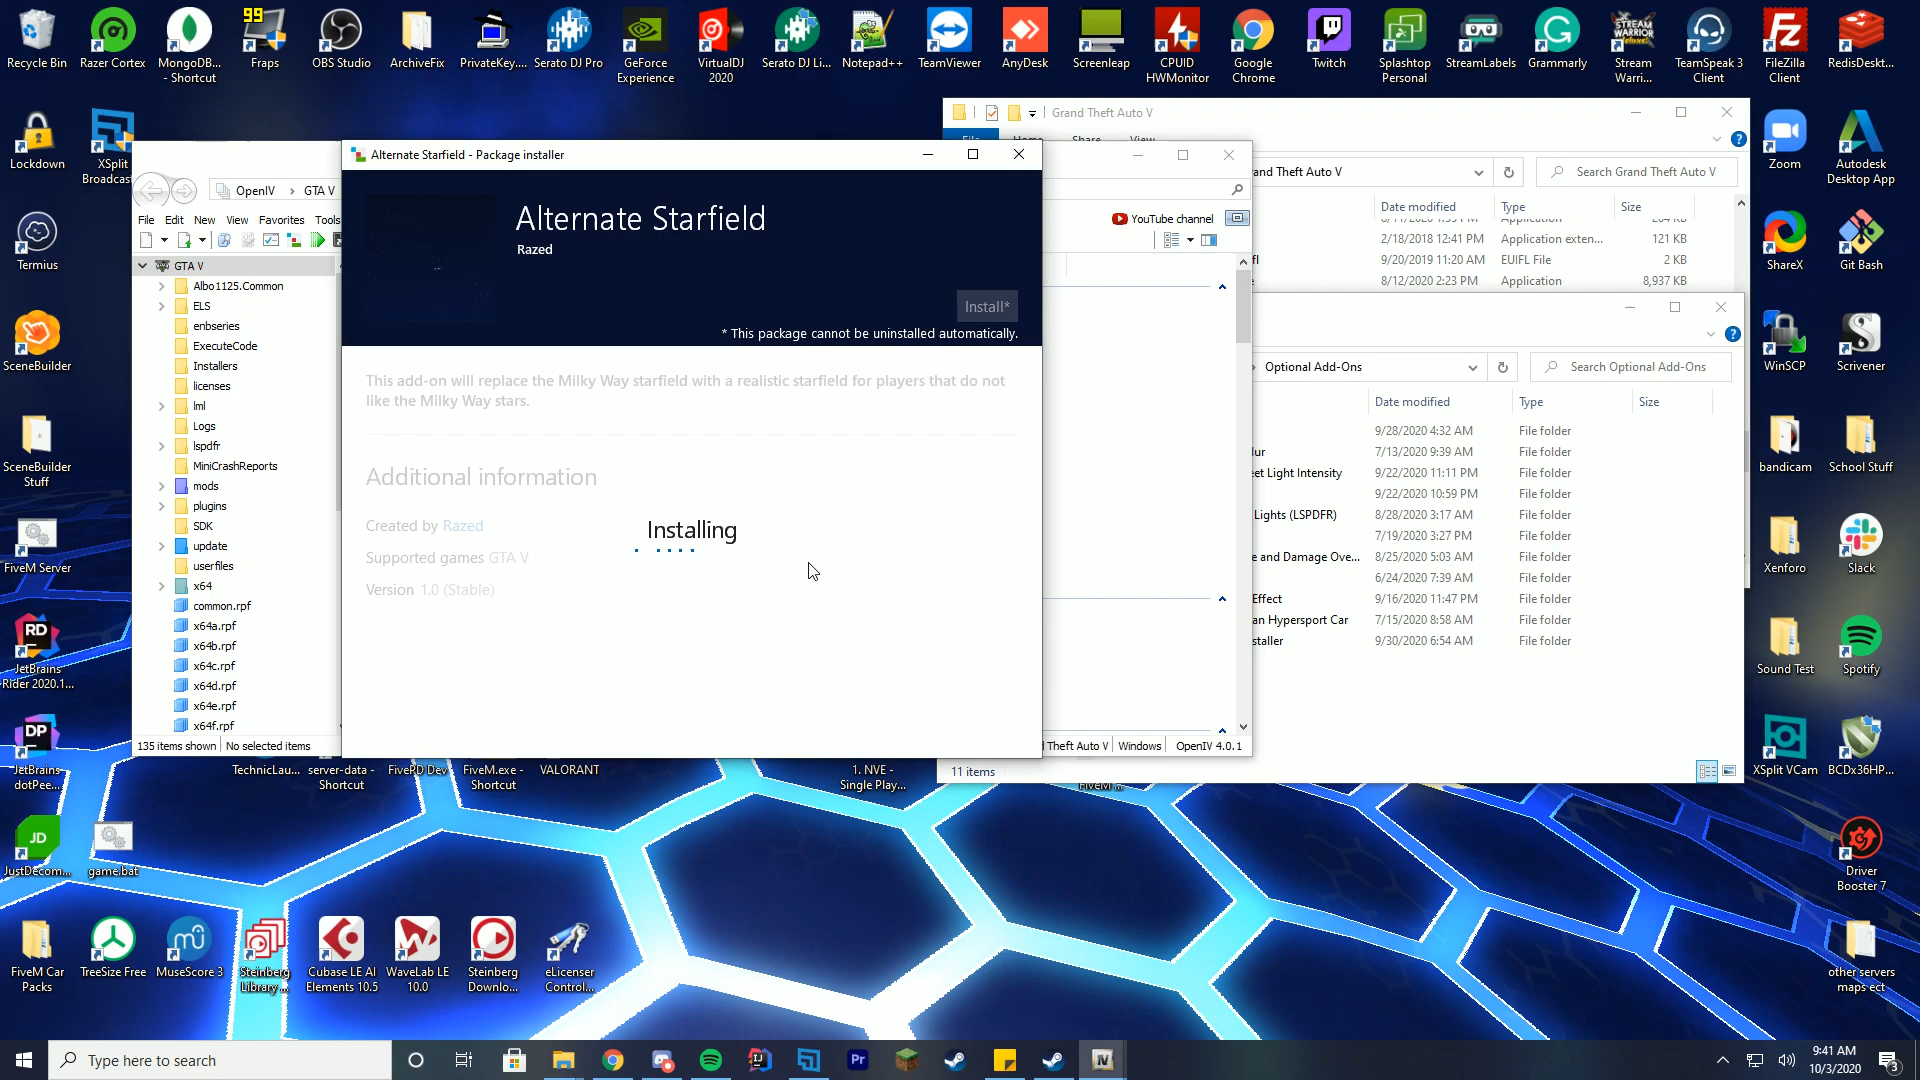 Recycle Bin
Razer Cortex
MongoDB...
- Shortcut
99
Fraps
OBS Studio
ArchiveFix
PrivateKey....
Serato DJ Pro
GeForce
Experience
VirtualDJ
2020
Serato DJ Li...
Notepad++
TeamViewer
AnyDesk
Screenleap
CPUID
HWMonitor
Google
Chrome
Twitch
Splashtop
Personal
StreamLabels
Grammarly
STREAM
WARRIOR
Stream
Warri...
TeamSpeak 3
Client
FileZilla
Client
RedisDeskt...
Lockdown
XSplit
Broadcas
Termius
SceneBuilder
SceneBuilder
Stuff
FiveM Server
RD
JetBrains
Rider 2020.1...
DP
JetBrains
dotPee...
JD
JustDecom...
game.bat
FiveM Car
Packs
TreeSize Free
MuseScore 3
Steinberg
Library ...
Cubase LE AI
Elements 10.5
WaveLab LE
10.0
Steinberg
Downlo...
eLicenser
Control...
TechnicLau...
server-data -
Shortcut
FivePD Dev
FiveM.exe -
Shortcut
VALORANT
1. NVE -
Single Play...
FiveM ...
Zoom
Autodesk
Desktop App
ShareX
Git Bash
WinSCP
Scrivener
bandicam
School Stuff
Xenforo
Slack
Sound Test
Spotify
XSplit VCam
BCDx36HP...
Driver
Booster 7
other servers
maps ect
OpenIV
GTA V
File Edit New View Favorites Tools
GTA V
Albo1125.Common
ELS
enbseries
ExecuteCode
Installers
licenses
lml
Logs
lspdfr
MiniCrashReports
mods
plugins
SDK
update
userfiles
x64
common.rpf
x64a.rpf
x64b.rpf
x64c.rpf
x64d.rpf
x64e.rpf
x64f.rpf
135 items shown
No selected items
Alternate Starfield - Package installer
Alternate Starfield
Razed
Install*
* This package cannot be uninstalled automatically.
This add-on will replace the Milky Way starfield with a realistic starfield for players that do not
like the Milky Way stars.
Additional information
Created by Razed
Supported games GTA V
Version 1.0 (Stable)
Installing
YouTube channel
d Theft Auto V
Windows
OpenIV 4.0.1
Grand Theft Auto V
File Home Share View
and Theft Auto V
Search Grand Theft Auto V
Date modified Type Size
Application
2/18/2018 12:41 PM Application exten... 121 KB
9/20/2019 11:20 AM EUIFL File 2 KB
8/12/2020 2:23 PM Application 8,937 KB
Optional Add-Ons
Search Optional Add-Ons
Date modified Type Size
9/28/2020 4:32 AM File folder
lur 7/13/2020 9:39 AM File folder
et Light Intensity 9/22/2020 11:11 PM File folder
9/22/2020 10:59 PM File folder
Lights (LSPDFR) 8/28/2020 3:17 AM File folder
7/19/2020 3:27 PM File folder
e and Damage Ove... 8/25/2020 5:03 AM File folder
6/24/2020 7:39 AM File folder
Effect 9/16/2020 11:47 PM File folder
an Hypersport Car 7/15/2020 8:58 AM File folder
staller 9/30/2020 6:54 AM File folder
11 items
Type here to search
Pr
IV
9:41 AM
10/3/2020
3